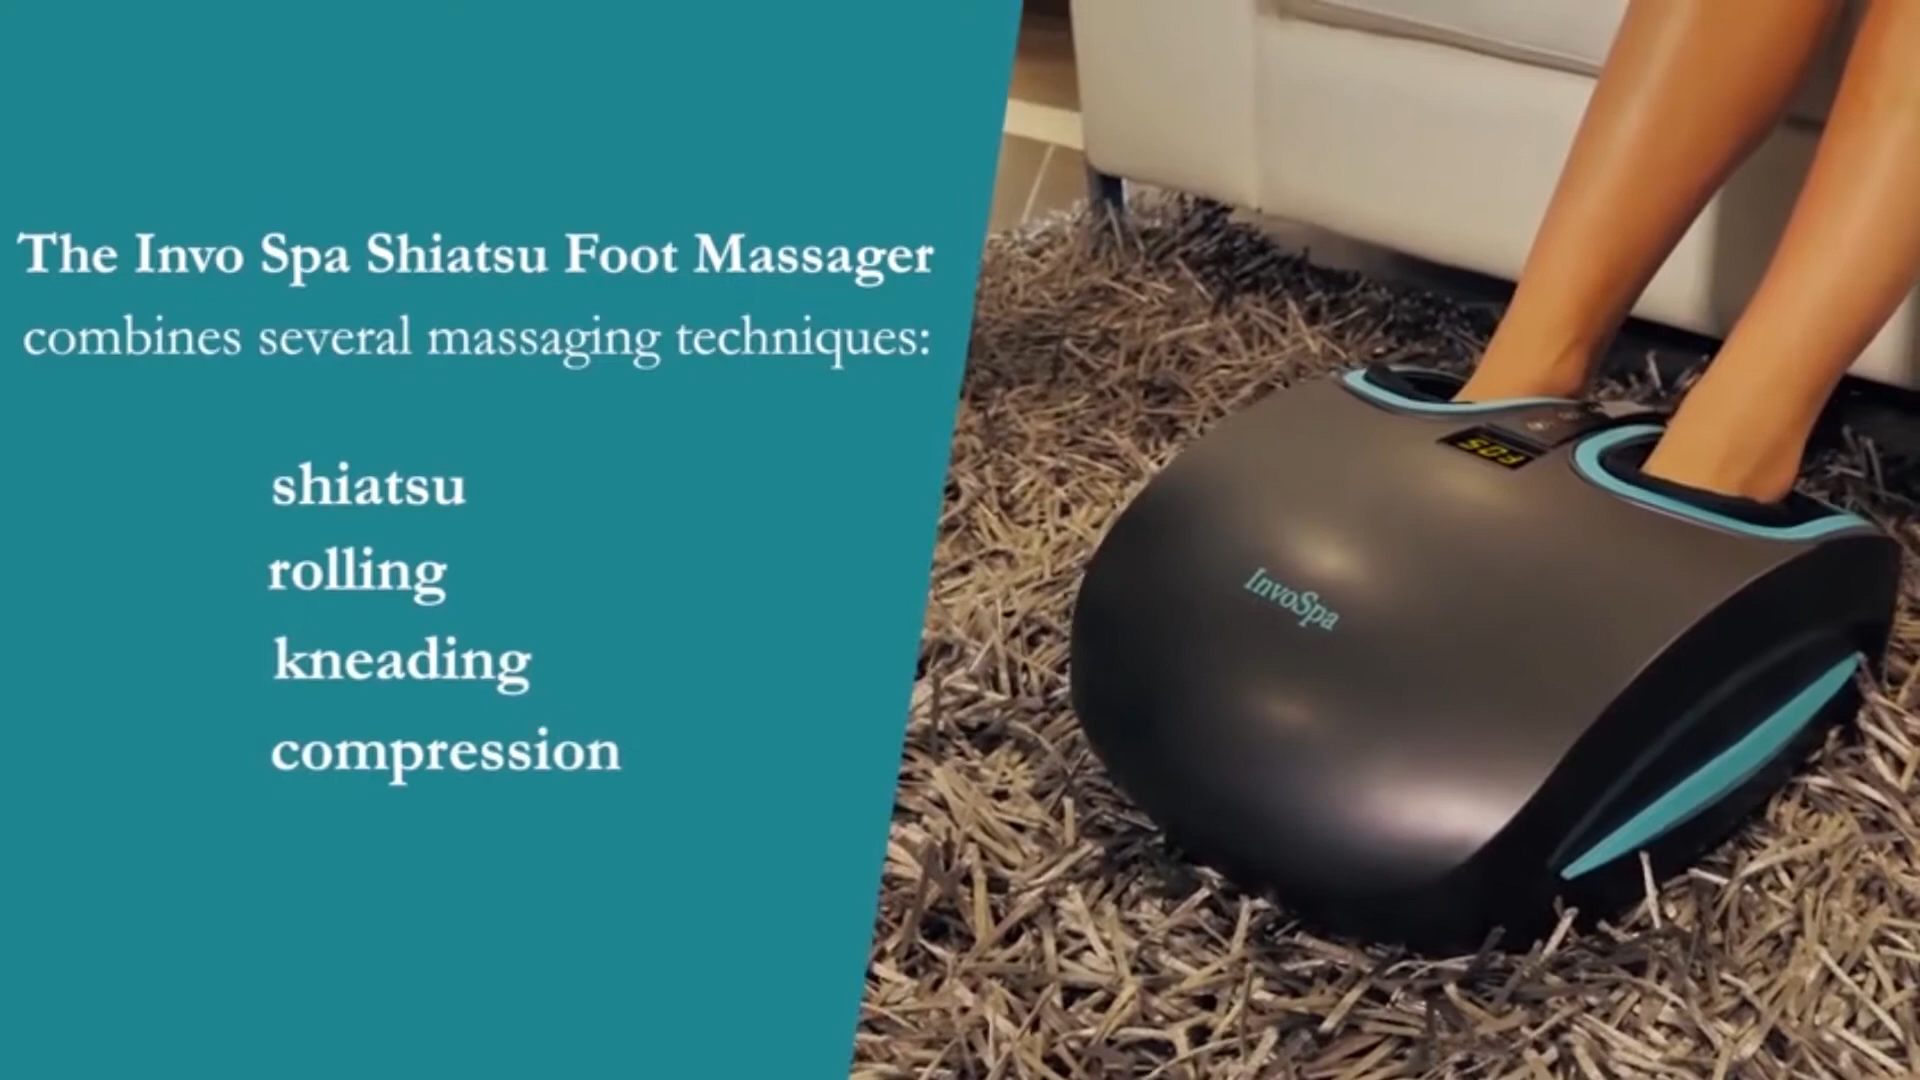 The Invo Spa Shiatsu Foot Massager
combines several massaging techniques:
shiatsu
rolling
kneading
compression
InvoSpa